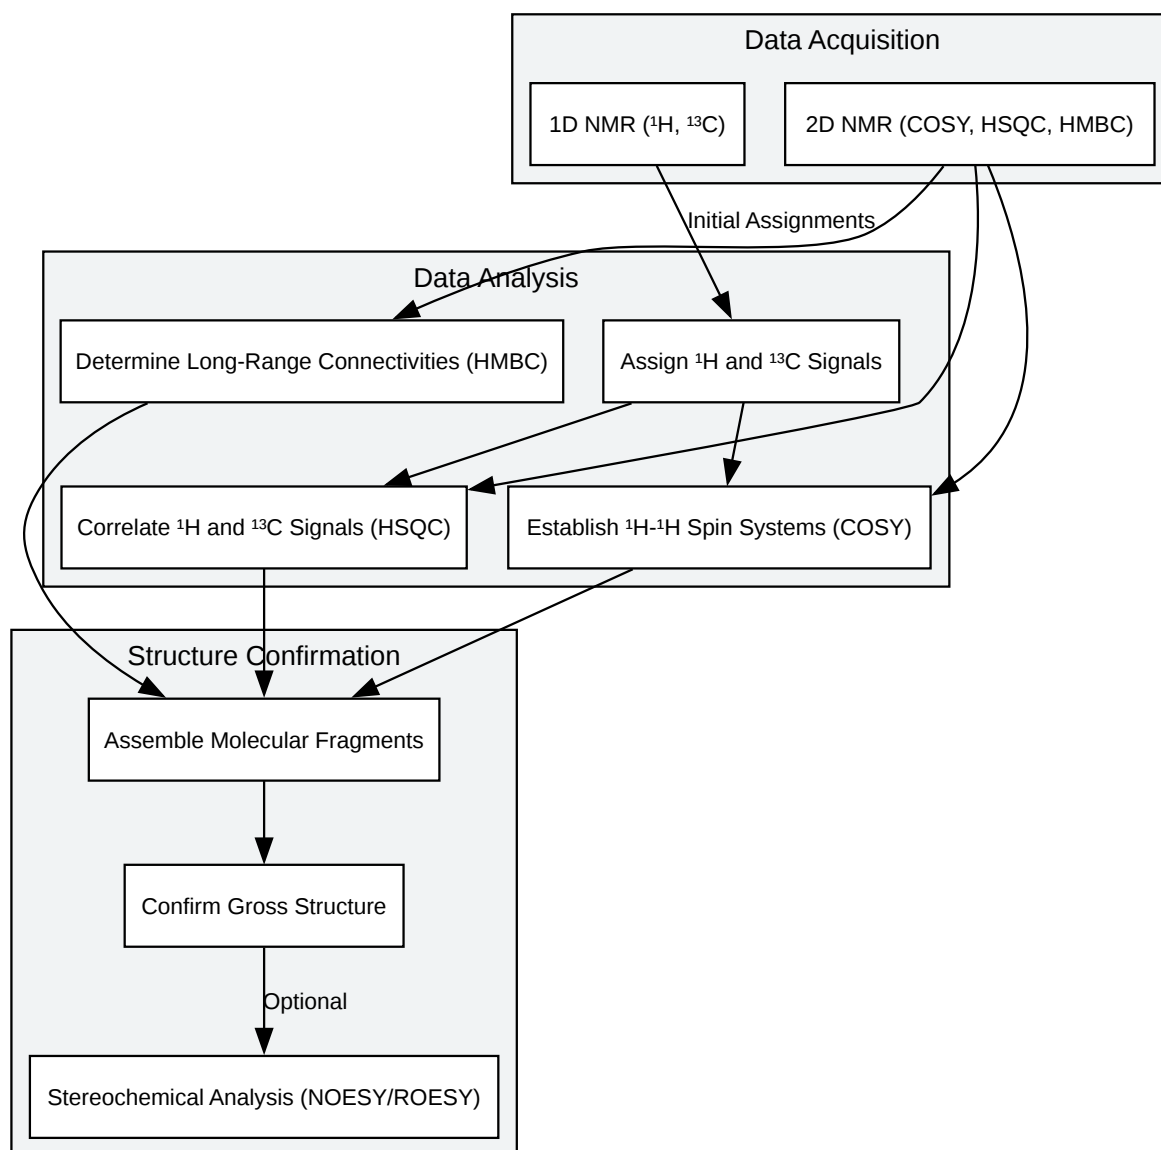 Data Acquisition
1D NMR (¹H, ¹³C)
2D NMR (COSY, HSQC, HMBC)
Initial Assignments
Data Analysis
Determine Long-Range Connectivities (HMBC)
Assign ¹H and ¹³C Signals
Correlate ¹H and ¹³C Signals (HSQC)
Establish ¹H-¹H Spin Systems (COSY)
Structure Confirmation
Assemble Molecular Fragments
Confirm Gross Structure
Optional
Stereochemical Analysis (NOESY/ROESY)